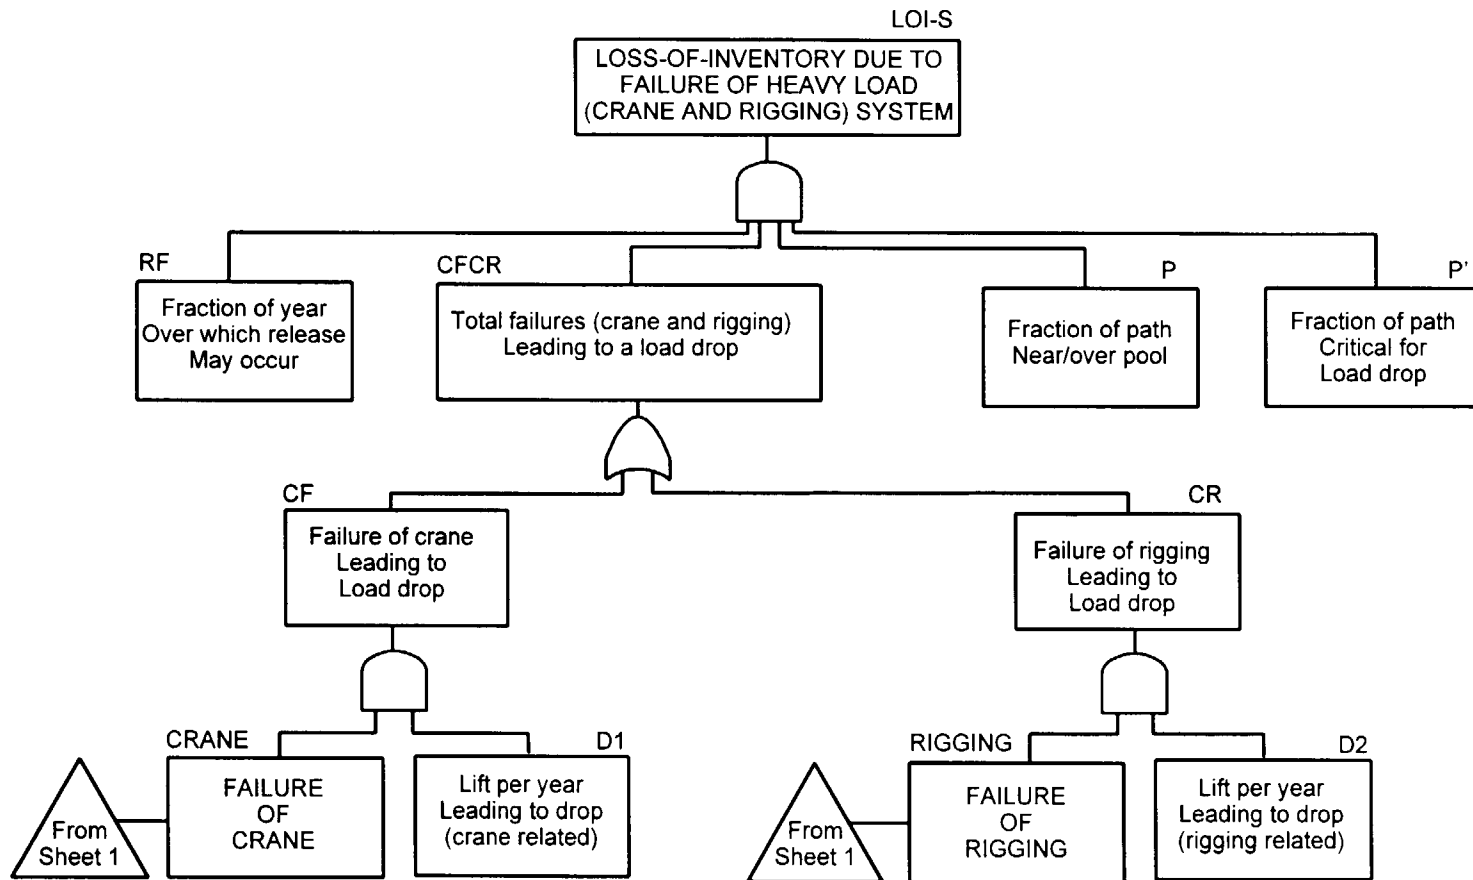 LOI-S
LOSS-OF-INVENTORY DUE TO
FAILURE OF HEAVY LOAD
(CRANE AND RIGGING) SYSTEM
RF
Fraction of year
Over which release
May occur
CFCR
Total failures (crane and rigging)
Leading to a load drop
P
Fraction of path
Near/over pool
P'
Fraction of path
Critical for
Load drop
CF
Failure of crane
Leading to
Load drop
CR
Failure of rigging
Leading to
Load drop
From
Sheet 1
CRANE
FAILURE
OF
CRANE
D1
Lift per year
Leading to drop
(crane related)
From
Sheet 1
RIGGING
FAILURE
OF
RIGGING
D2
Lift per year
Leading to drop
(rigging related)